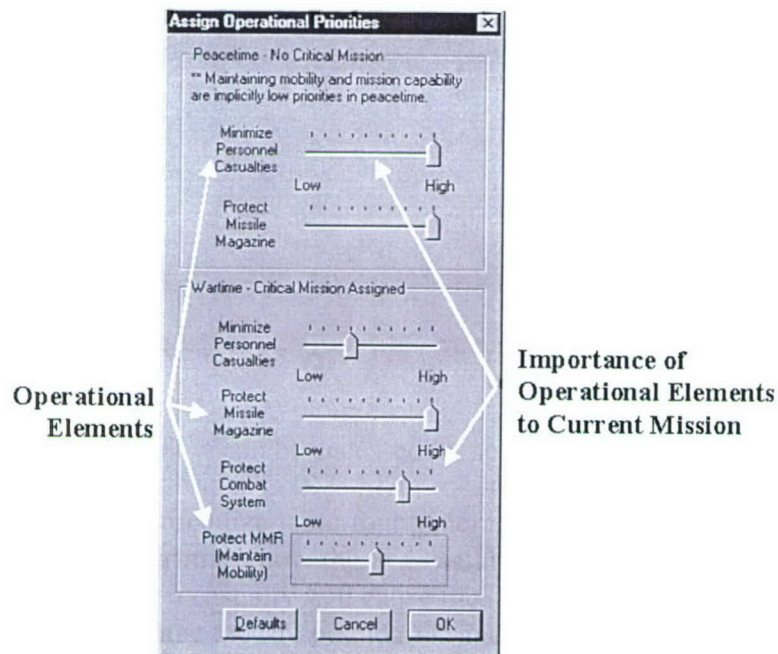 Assign Operational Priorities
Peacetime - No Critical Mission
** Maintaining mobility and mission capability
are implicitly low priorities in peacetime.
Minimize
Personnel
Casualties
Low High
Protect
Missile
Magazine
Wartime - Critical Mission Assigned
Minimize
Personnel
Casualties
Low High
Protect
Missile
Magazine
Low High
Protect
Combat
System
Low High
Protect MMR
(Maintain
Mobility)
Defaults Cancel OK
Operational
Elements
Importance of
Operational Elements
to Current Mission